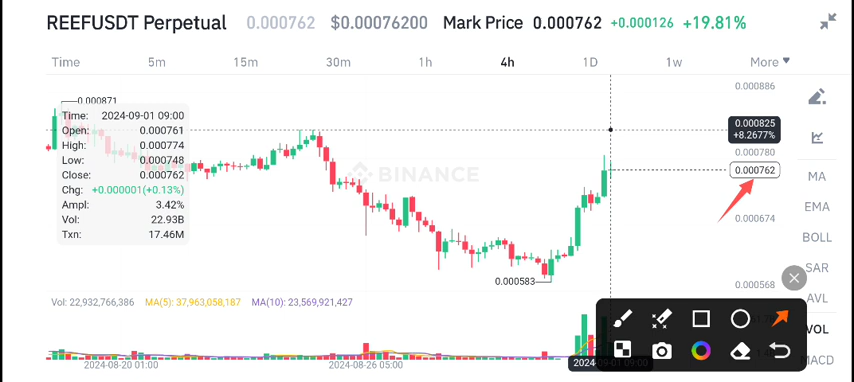 REEFUSDT Perpetual 0.000762 $0.00076200 Mark Price 0.000762 +0.000126 +19.81%
Time 5m 15m 30m 1h 4h 1D 1w More
0.000886
0.000871
Time: 2024-09-01 09:00
Open: 0.000761
High: 0.000774
Low: 0.000748
Close: 0.000762
Chg: +0.000001(+0.13%)
Ampl: 3.42%
Vol: 22.93B
Txn: 17.46M
BINANCE
0.000825
+8.2677%
0.000780
0.000762
0.000674
0.000583
0.000568
MA
EMA
BOLL
SAR
AVL
VOL
MACD
Vol: 22,932,766,386 MA(5): 37,963,058,187 MA(10): 23,569,921,427
2024-08-20 01:00 2024-08-26 05:00 2024-09-01 09:00